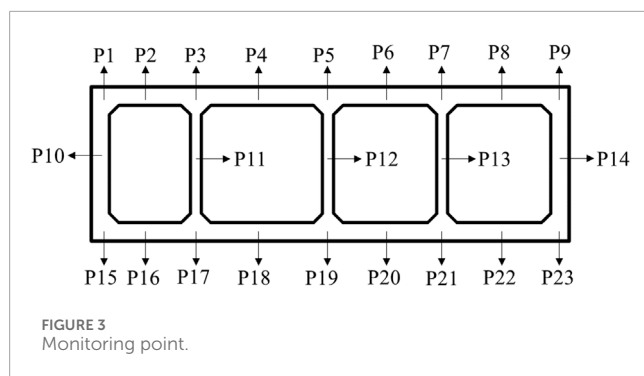 P1 P2 P3 P4 P5 P6 P7 P8 P9
P10 P11 P12 P13 P14
P15 P16 P17 P18 P19 P20 P21 P22 P23
FIGURE 3
Monitoring point.